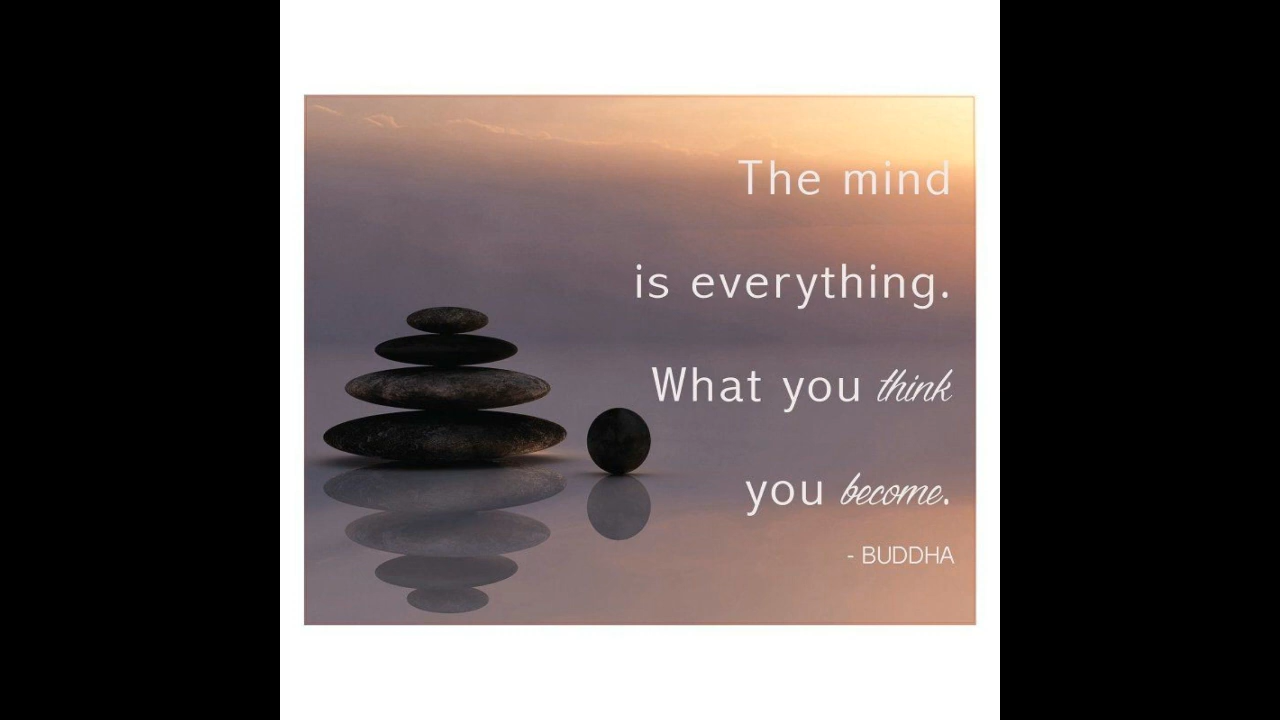 The mind
is everything.
What you think
you become.
- BUDDHA